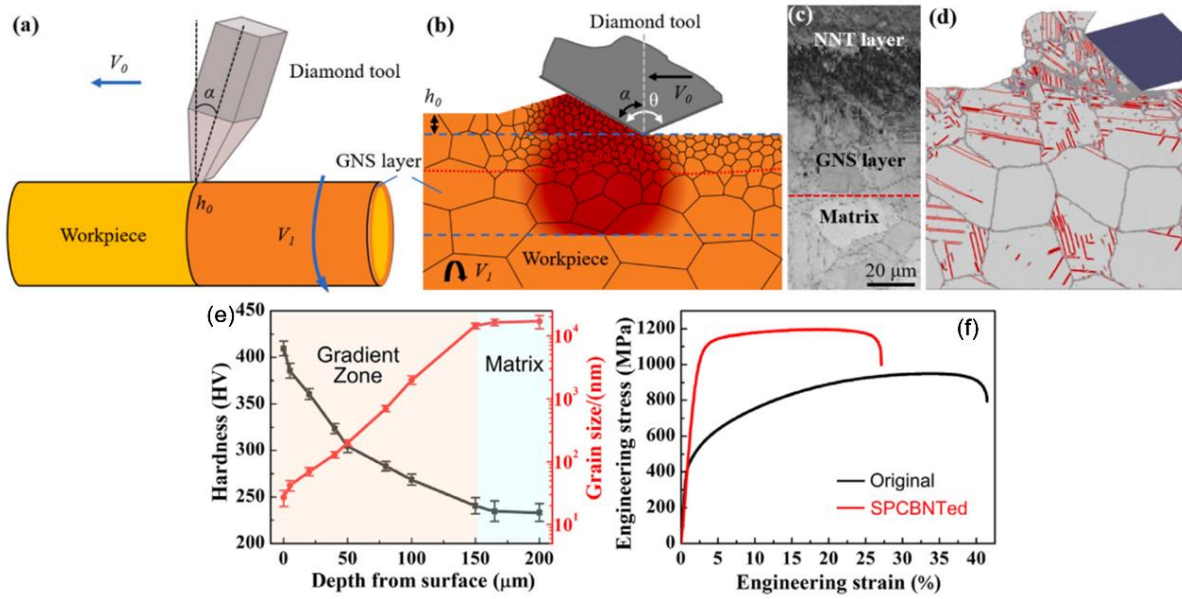 (a)
V0
α
Diamond tool
h0
Workpiece
V1
GNS layer
(b)
Diamond tool
h0
α
θ
V0
V1
Workpiece
(c)
NNT layer
GNS layer
Matrix
20 μm
(d)
(e)
450
400
350
300
250
200
Hardness (HV)
Gradient
Zone
Matrix
10^4
10^3
10^2
10^1
Grain size/(nm)
0 50 100 150 200
Depth from surface (μm)
(f)
1200
1000
800
600
400
200
0
Engineering stress (MPa)
Original
SPCBNTed
0 5 10 15 20 25 30 35 40
Engineering strain (%)